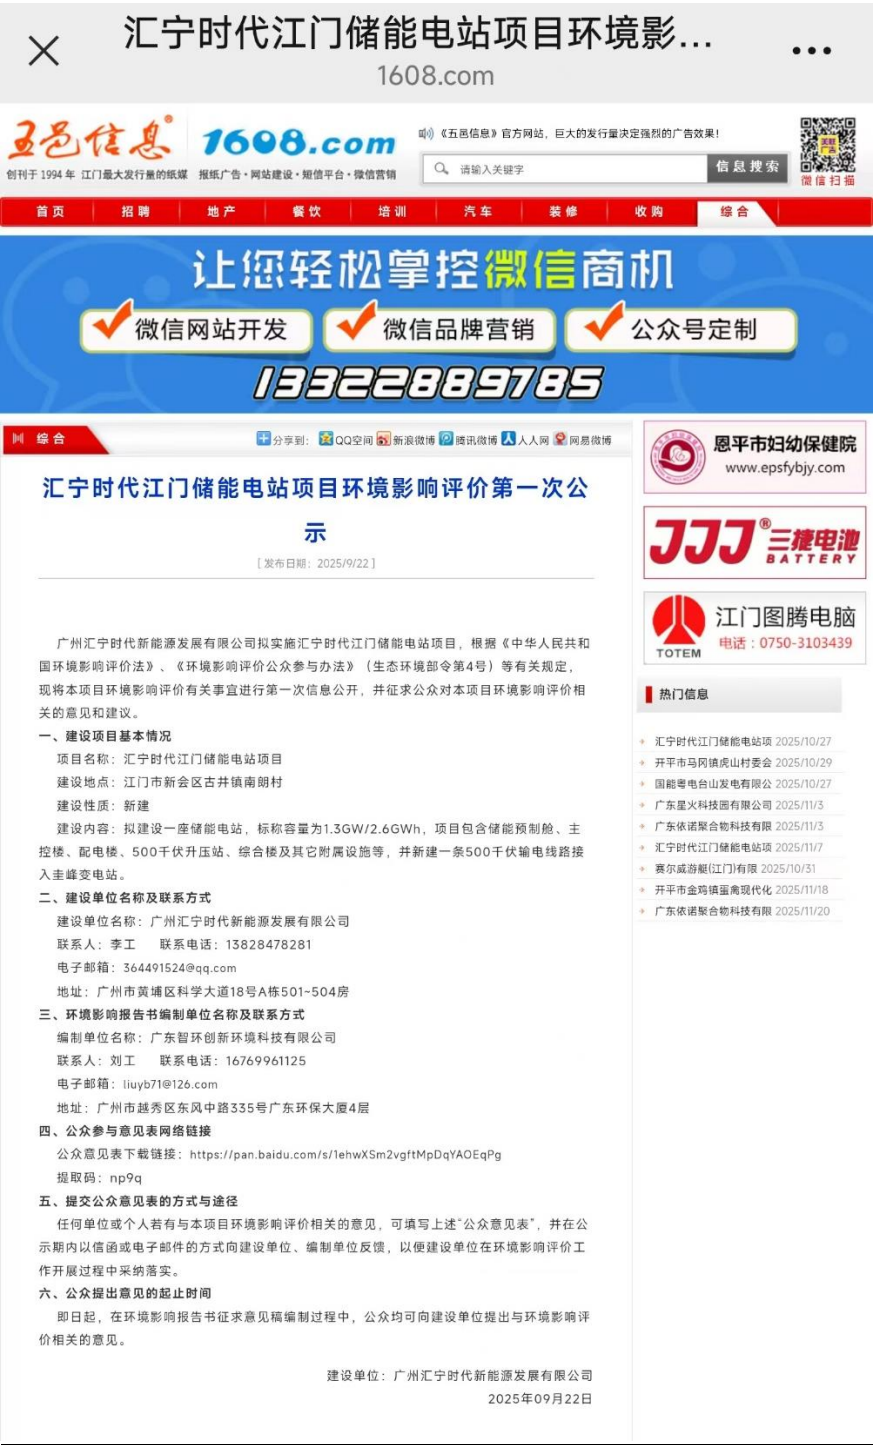 汇宁时代江门储能电站项目环境影...
1608.com
五邑信息®
1608.com
创刊于 1994 年 江门最大发行量的纸媒 报纸广告·网站建设·短信平台·微信营销
《五邑信息》官方网站，巨大的发行量决定强烈的广告效果！
请输入关键字
信息搜索
微信扫描
首页 招聘 地产 餐饮 培训 汽车 装修 收购 综合
让您轻松掌控微信商机
微信网站开发 微信品牌营销 公众号定制
13322889785
综合
分享到： QQ空间 新浪微博 腾讯微博 人人网 网易微博
汇宁时代江门储能电站项目环境影响评价第一次公
示
[ 发布日期：2025/9/22 ]
广州汇宁时代新能源发展有限公司拟实施汇宁时代江门储能电站项目，根据《中华人民共和
国环境影响评价法》、《环境影响评价公众参与办法》（生态环境部令第4号）等有关规定，
现将本项目环境影响评价有关事宜进行第一次信息公开，并征求公众对本项目环境影响评价相
关的意见和建议。
一、建设项目基本情况
项目名称：汇宁时代江门储能电站项目
建设地点：江门市新会区古井镇南朗村
建设性质：新建
建设内容：拟建设一座储能电站，标称容量为1.3GW/2.6GWh，项目包含储能预制舱、主
控楼、配电楼、500千伏升压站、综合楼及其它附属设施等，并新建一条500千伏输电线路接
入圭峰变电站。
二、建设单位名称及联系方式
建设单位名称：广州汇宁时代新能源发展有限公司
联系人：李工 联系电话：13828478281
电子邮箱：364491524@qq.com
地址：广州市黄埔区科学大道18号A栋501~504房
三、环境影响报告书编制单位名称及联系方式
编制单位名称：广东智环创新环境科技有限公司
联系人：刘工 联系电话：16769961125
电子邮箱：liuyb71@126.com
地址：广州市越秀区东风中路335号广东环保大厦4层
四、公众参与意见表网络链接
公众意见表下载链接：https://pan.baidu.com/s/1ehwXSm2vgftMpDqYAOEqPg
提取码：np9q
五、提交公众意见表的方式与途径
任何单位或个人若有与本项目环境影响评价相关的意见，可填写上述“公众意见表”，并在公
示期内以信函或电子邮件的方式向建设单位、编制单位反馈，以便建设单位在环境影响评价工
作开展过程中采纳落实。
六、公众提出意见的起止时间
即日起，在环境影响报告书征求意见稿编制过程中，公众均可向建设单位提出与环境影响评
价相关的意见。
建设单位：广州汇宁时代新能源发展有限公司
2025年09月22日
恩平市妇幼保健院
www.epsfybjy.com
JJJ®三捷电池
BATTERY
TOTEM
江门图腾电脑
电话：0750-3103439
热门信息
汇宁时代江门储能电站项 2025/10/27
开平市马冈镇虎山村委会 2025/10/29
国能粤电台山发电有限公 2025/10/27
广东星火科技园有限公司 2025/11/3
广东依诺聚合物科技有限 2025/11/3
汇宁时代江门储能电站项 2025/11/7
赛尔威游艇(江门)有限 2025/10/31
开平市金鸡镇蛋禽现代化 2025/11/18
广东依诺聚合物科技有限 2025/11/20